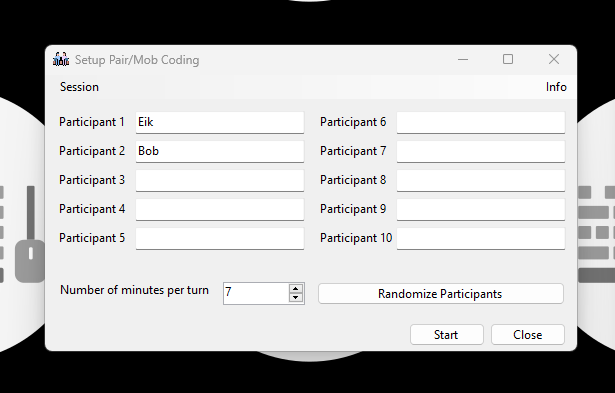 Setup Pair/Mob Coding
Session Info
Participant 1 Eik Participant 6
Participant 2 Bob Participant 7
Participant 3 Participant 8
Participant 4 Participant 9
Participant 5 Participant 10
Number of minutes per turn 7 Randomize Participants
Start Close